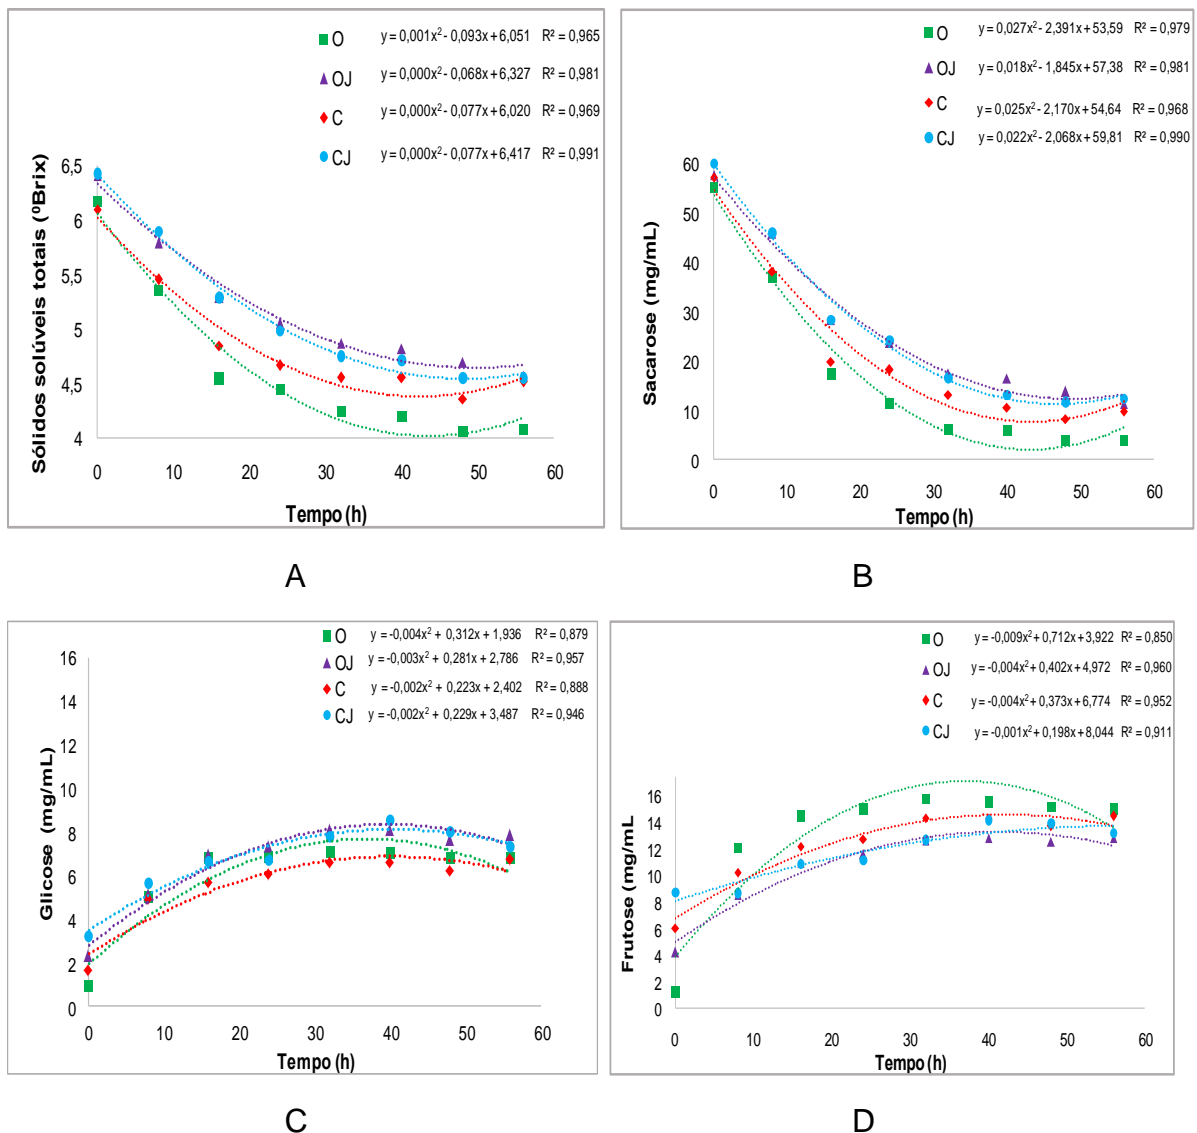 O y = 0,001x² - 0,093x + 6,051 R² = 0,965
OJ y = 0,000x² - 0,068x + 6,327 R² = 0,981
C y = 0,000x² - 0,077x + 6,020 R² = 0,969
CJ y = 0,000x² - 0,077x + 6,417 R² = 0,991
Sólidos solúveis totais (⁰Brix)
6,5
6
5,5
5
4,5
4
0 10 20 30 40 50 60
Tempo (h)
A
O y = 0,027x² - 2,391x + 53,59 R² = 0,979
OJ y = 0,018x² - 1,845x + 57,38 R² = 0,981
C y = 0,025x² - 2,170x + 54,64 R² = 0,968
CJ y = 0,022x² - 2,068x + 59,81 R² = 0,990
Sacarose (mg/mL)
60
50
40
30
20
10
0
0 10 20 30 40 50 60
Tempo (h)
B
O y = -0,004x² + 0,312x + 1,936 R² = 0,879
OJ y = -0,003x² + 0,281x + 2,786 R² = 0,957
C y = -0,002x² + 0,223x + 2,402 R² = 0,888
CJ y = -0,002x² + 0,229x + 3,487 R² = 0,946
Glicose (mg/mL)
16
14
12
10
8
6
4
2
0
0 10 20 30 40 50 60
Tempo (h)
C
O y = -0,009x² + 0,712x + 3,922 R² = 0,850
OJ y = -0,004x² + 0,402x + 4,972 R² = 0,960
C y = -0,004x² + 0,373x + 6,774 R² = 0,952
CJ y = -0,001x² + 0,198x + 8,044 R² = 0,911
Frutose (mg/mL
16
14
12
10
8
6
4
2
0
0 10 20 30 40 50 60
Tempo (h)
D